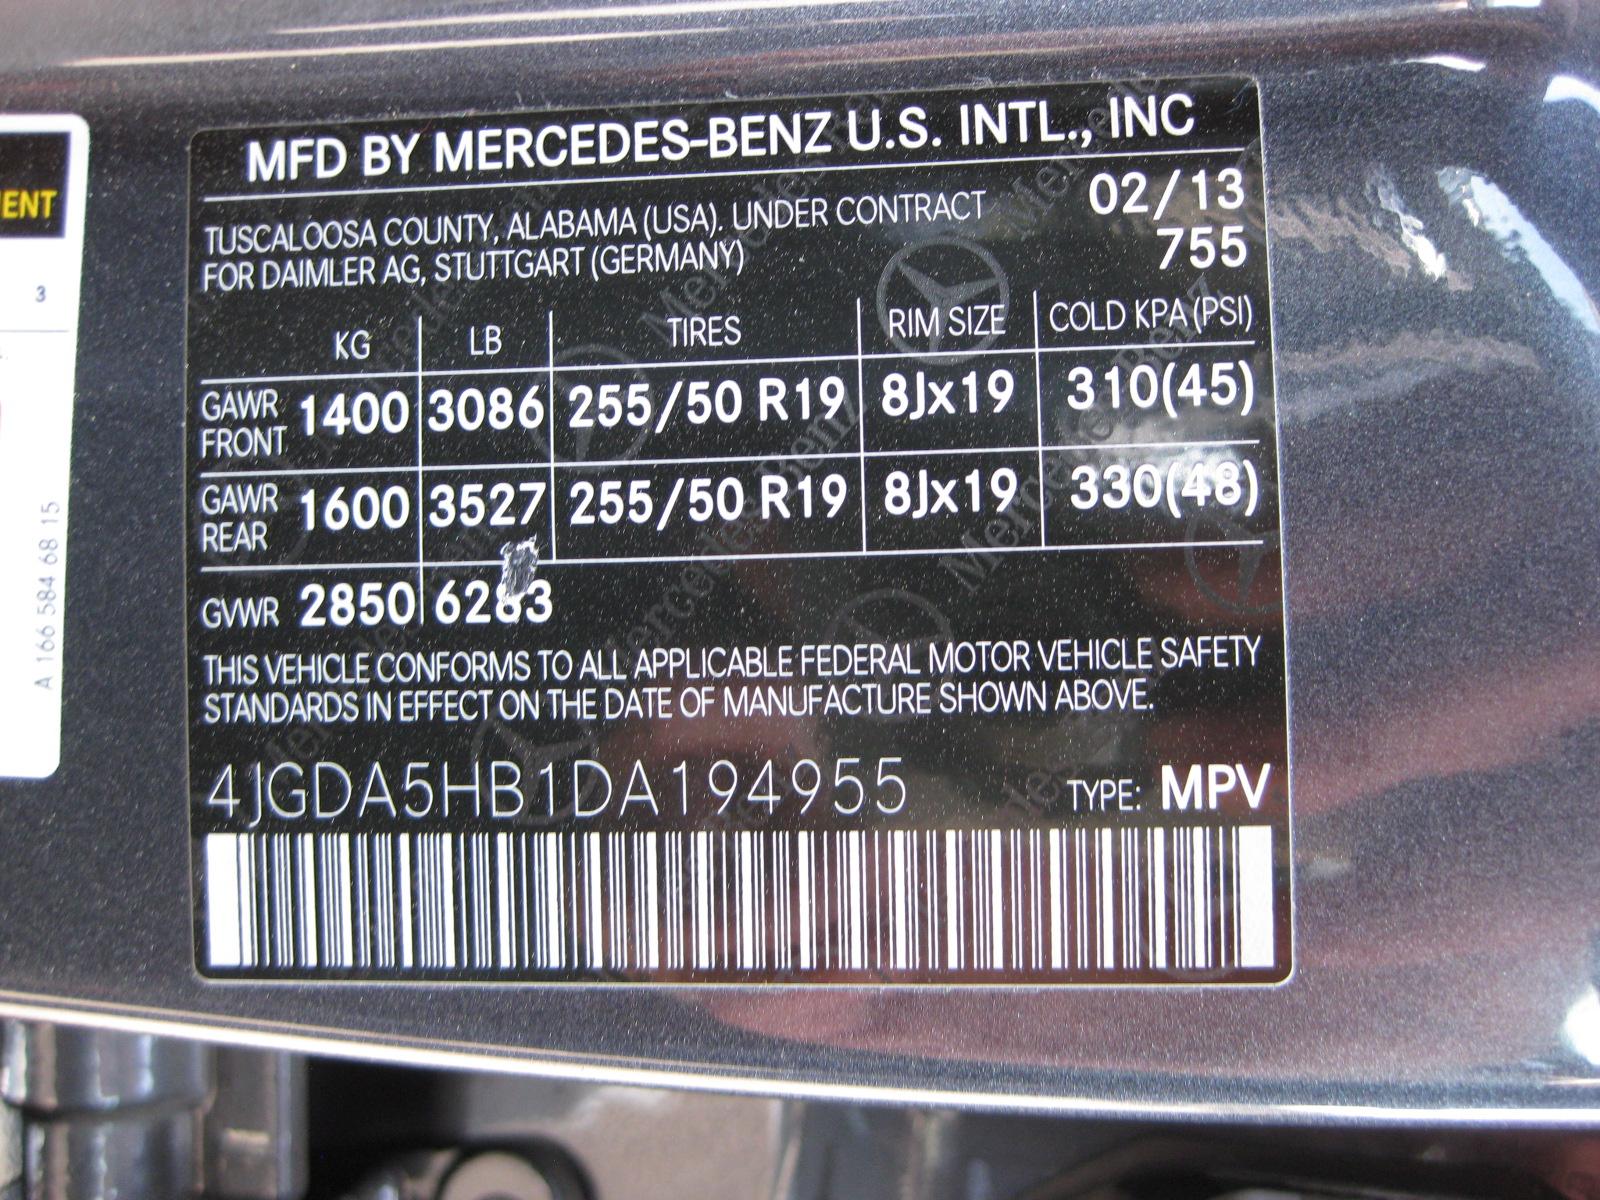 MFD BY MERCEDES-BENZ U.S. INTL., INC
TUSCALOOSA COUNTY, ALABAMA (USA). UNDER CONTRACT 02/13
FOR DAIMLER AG, STUTTGART (GERMANY) 755
KG LB TIRES RIM SIZE COLD KPA (PSI)
GAWR FRONT 1400 3086 255/50 R19 8Jx19 310(45)
GAWR REAR 1600 3527 255/50 R19 8Jx19 330(48)
GVWR 2850 6283
THIS VEHICLE CONFORMS TO ALL APPLICABLE FEDERAL MOTOR VEHICLE SAFETY
STANDARDS IN EFFECT ON THE DATE OF MANUFACTURE SHOWN ABOVE.
4JGDA5HB1DA194955 TYPE: MPV
3
A 166 584 68 15
Mercedes-Benz